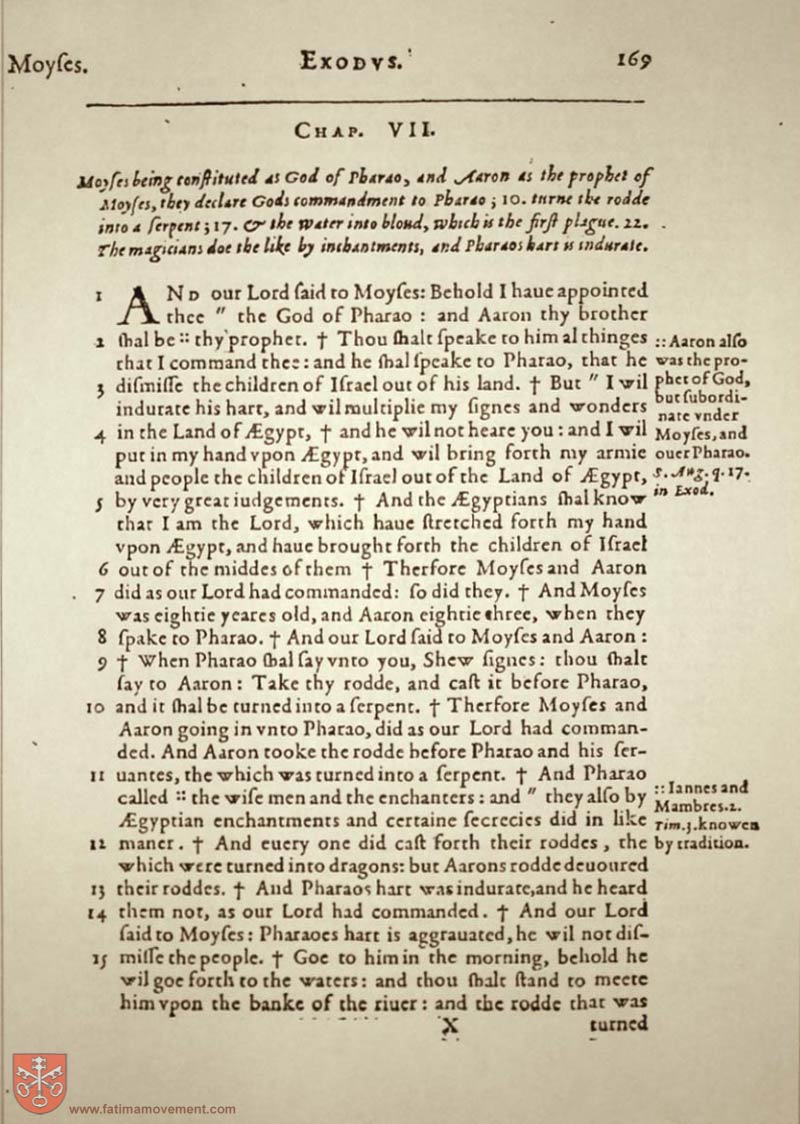 Moyſes.
EXODVS.
169
CHAP. VII.
Moyſes being conſtituted as God of Pharao, and Aaron as the prophet of
Moyſes, they declare Gods commandment to Pharao; 10. turne the rodde
into a ſerpent; 17. & the water into bloud, which is the firſt plague. 22.
The magicians doe the like by inchantments, and Pharaos hart is indurate.
1 AND our Lord ſaid to Moyſes: Behold I haue appointed
thee " the God of Pharao: and Aaron thy brother
2 ſhal be :: thy prophet. † Thou ſhalt ſpeake to him al thinges
that I command thee: and he ſhal ſpeake to Pharao, that he
3 diſmiſſe the children of Iſrael out of his land. † But " I wil
indurate his hart, and wil multiplie my ſignes and wonders
4 in the Land of Ægypt, † and he wil not heare you: and I wil
put in my hand vpon Ægypt, and wil bring forth my armie
and people the children of Iſrael out of the Land of Ægypt,
5 by very great iudgements. † And the Ægyptians ſhal know
that I am the Lord, which haue ſtretched forth my hand
vpon Ægypt, and haue brought forth the children of Iſrael
6 out of the middes of them † Therfore Moyſes and Aaron
7 did as our Lord had commanded: ſo did they. † And Moyſes
was eightie yeares old, and Aaron eightie three, when they
8 ſpake to Pharao. † And our Lord ſaid to Moyſes and Aaron:
9 † When Pharao ſhal ſay vnto you, Shew ſignes: thou ſhalt
ſay to Aaron: Take thy rodde, and caſt it before Pharao,
10 and it ſhal be turned into a ſerpent. † Therfore Moyſes and
Aaron going in vnto Pharao, did as our Lord had comman-
ded. And Aaron tooke the rodde before Pharao and his ſer-
11 uantes, the which was turned into a ſerpent. † And Pharao
called :: the wiſe men and the enchanters: and " they alſo by
Ægyptian enchantments and certaine ſecrecies did in like
12 maner. † And euery one did caſt forth their roddes, the
which were turned into dragons: but Aarons rodde deuoured
13 their roddes. † And Pharaos hart was indurate, and he heard
14 them not, as our Lord had commanded. † And our Lord
ſaid to Moyſes: Pharaoes hart is aggrauated, he wil not diſ-
15 miſſe the people. † Goe to him in the morning, behold he
wil goe forth to the waters: and thou ſhalt ſtand to meete
him vpon the banke of the riuer: and the rodde that was
X
turned
:: Aaron alſo
was the pro-
phet of God,
but ſubordi-
nate vnder
Moyſes, and
ouer Pharao.
S. Aug. q. 17.
in Exod.
:: Iannes and
Mambres. 2.
Tim. 3. knowen
by tradition.
www.fatimamovement.com